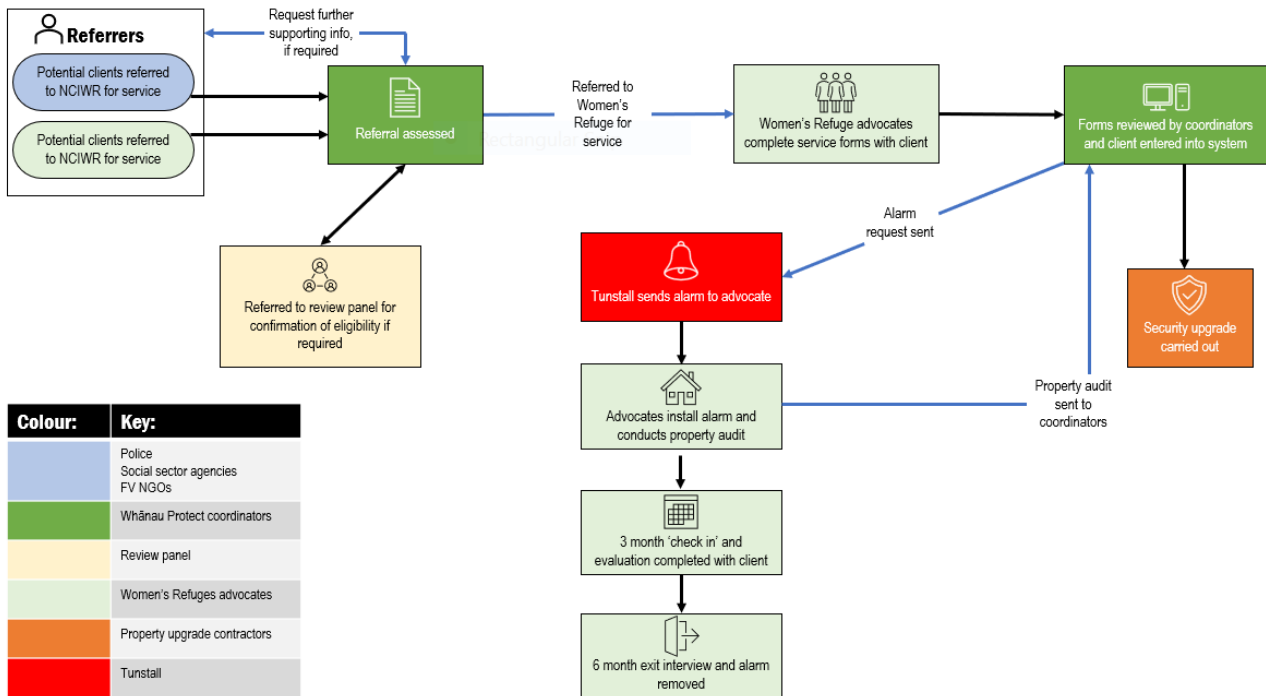 Referrers
Potential clients referred
to NCIWR for service
Potential clients referred
to NCIWR for service
Request further
supporting info,
if required
Referral assessed
Referred to
Women's
Refuge for
service
Rectangular
Women's Refuge advocates
complete service forms with client
Forms reviewed by coordinators
and client entered into system
Referred to review panel for
confirmation of eligibility if
required
Alarm
request sent
Tunstall sends alarm to advocate
Security upgrade
carried out
Advocates install alarm and
conducts property audit
Property audit
sent to
coordinators
3 month ‘check in’ and
evaluation completed with client
6 month exit interview and alarm
removed
Colour: Key:
Police
Social sector agencies
FV NGOs
Whānau Protect coordinators
Review panel
Women's Refuges advocates
Property upgrade contractors
Tunstall